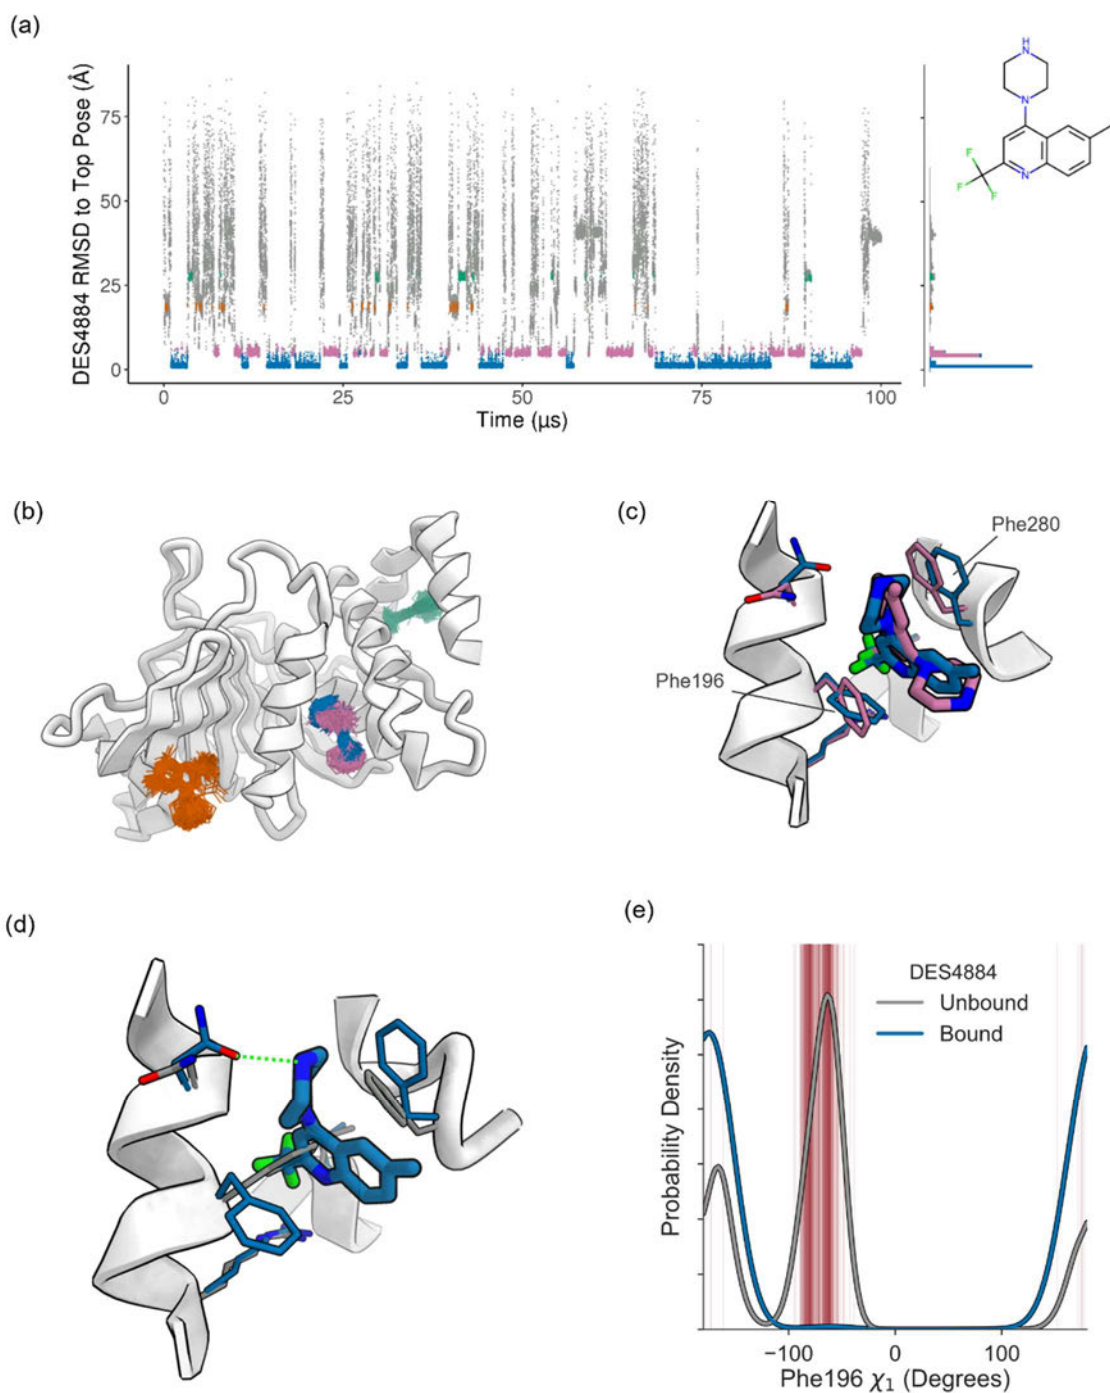 (a)
DES4884 RMSD to Top Pose (Å)
75
50
25
0
0
25
50
75
100
Time (μs)
H
N
N
N
F
F
F
(b)
(c)
Phe280
Phe196
(d)
(e)
DES4884
Unbound
Bound
Probability Density
−100
0
100
Phe196 χ₁ (Degrees)